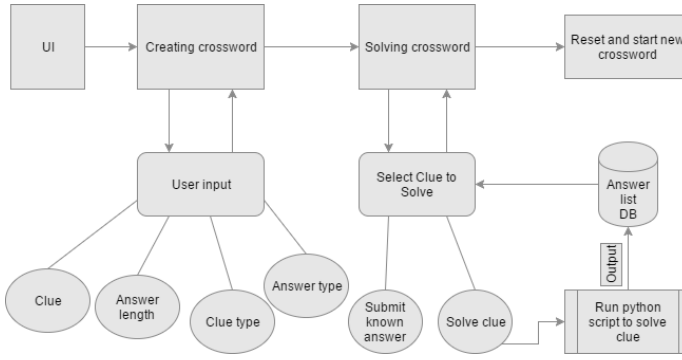 UI
Creating crossword
Solving crossword
Reset and start new
crossword
User input
Select Clue to
Solve
Answer
list
DB
Output
Clue
Answer
length
Clue type
Answer type
Submit
known
answer
Solve clue
Run python
script to solve
clue